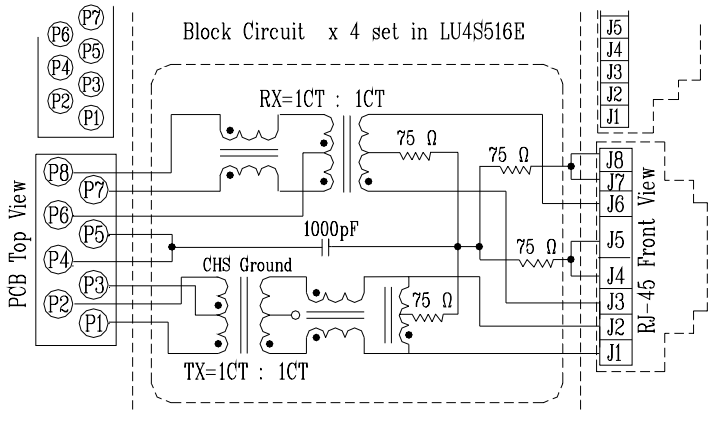 Block Circuit x 4 set in LU4S516E
P7
P6
P5
P4
P3
P2
P1
J5
J4
J3
J2
J1
RX=1CT : 1CT
75 Ω
75 Ω
P8
P7
P6
P5
P4
P3
P2
P1
PCB Top View
1000pF
CHS Ground
75 Ω
75 Ω
TX=1CT : 1CT
J8
J7
J6
J5
J4
J3
J2
J1
RJ-45 Front View